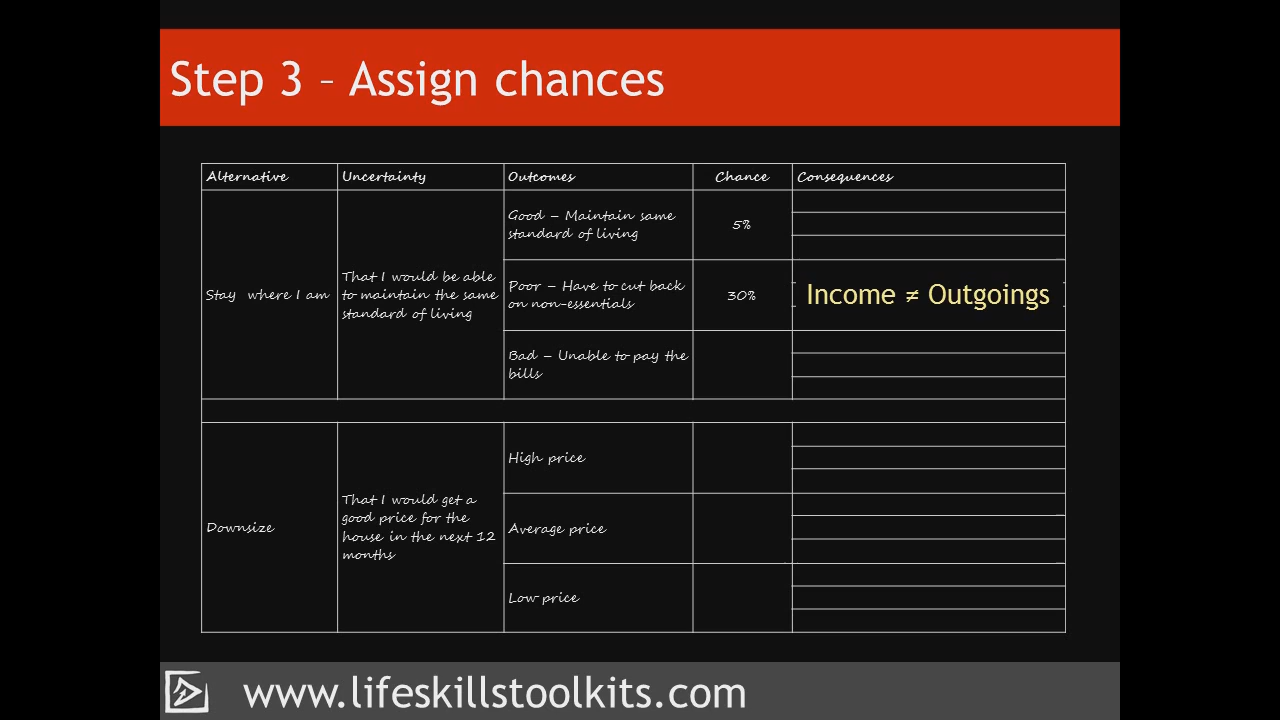 Step 3 – Assign chances
Alternative Uncertainty Outcomes Chance Consequences
Good – Maintain same
standard of living
5%
Stay where I am
That I would be able
to maintain the same
standard of living
Poor – Have to cut back
on non-essentials
30%
Income ≠ Outgoings
Bad – Unable to pay the
bills
Downsize
That I would get a
good price for the
house in the next 12
months
High price
Average price
Low price
www.lifeskillstoolkits.com